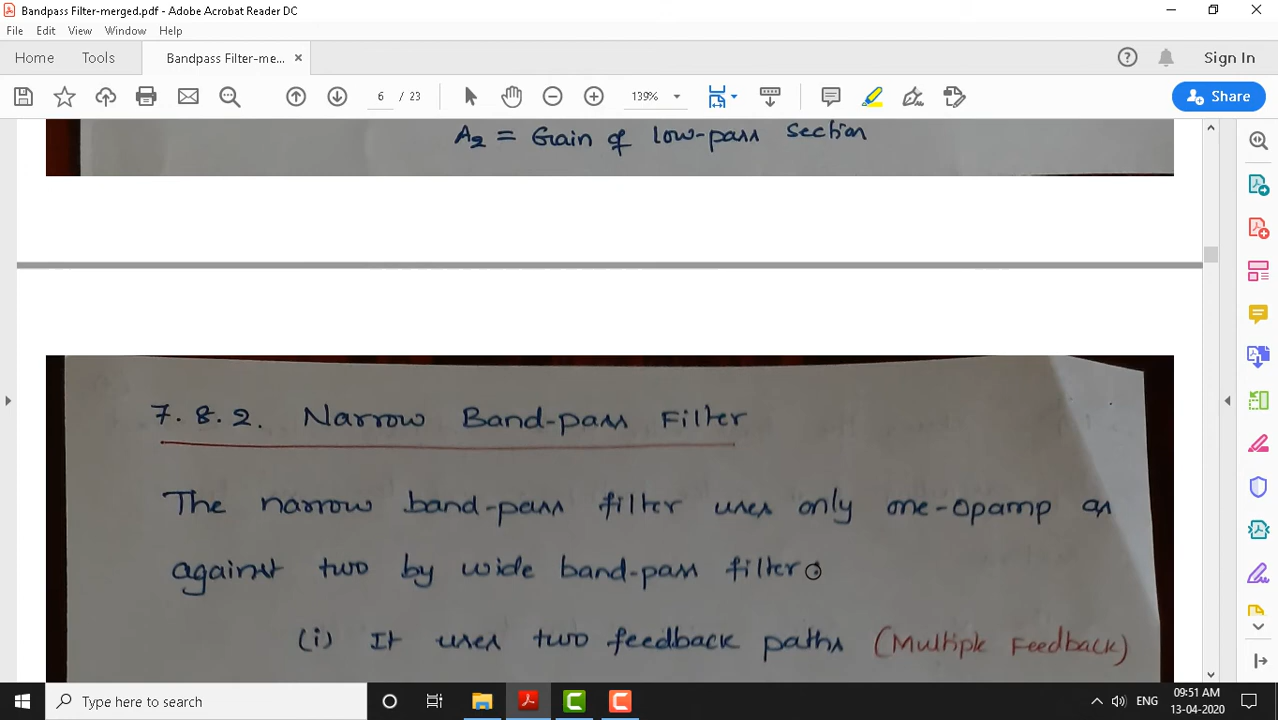 Bandpass Filter-merged.pdf - Adobe Acrobat Reader DC
File Edit View Window Help
Home Tools Bandpass Filter-me... ×
6 / 23 139% Share
Sign In
A2 = Gain of low-pass section
7.8.2. Narrow Band-pass Filter
The narrow band-pass filter uses only one-opamp as
against two by wide band-pass filter.
(i) It uses two feedback paths (Multiple Feedback)
Type here to search
ENG
09:51 AM
13-04-2020